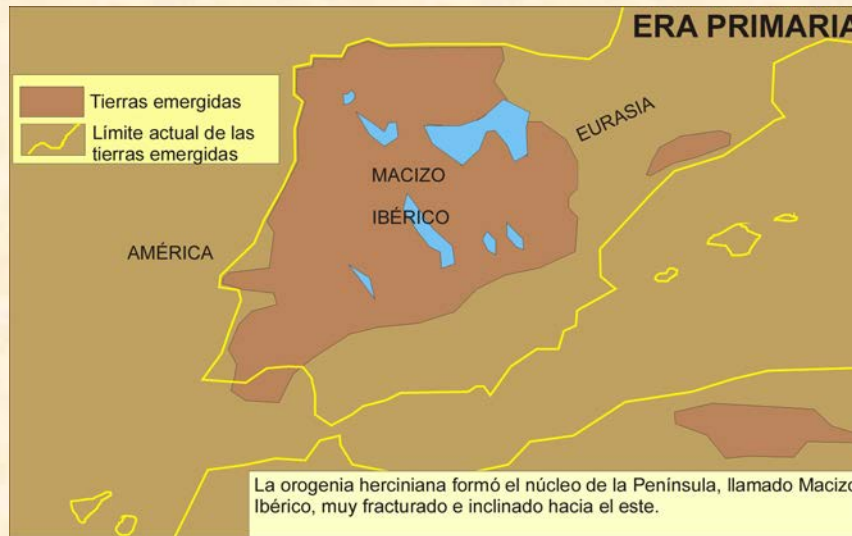 ERA PRIMARIA
Tierras emergidas
Límite actual de las
tierras emergidas
EURASIA
MACIZO
IBÉRICO
AMÉRICA
La orogenia herciniana formó el núcleo de la Península, llamado Macizo
Ibérico, muy fracturado e inclinado hacia el este.